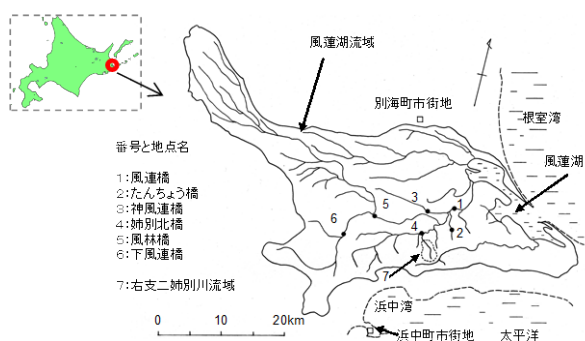 風蓮湖流域
別海町市街地
根室湾
番号と地点名
風蓮湖
1:風連橋
2:たんちょう橋
3:神風連橋
4:姉別北橋
5:風林橋
6:下風連橋
7:右支二姉別川流域
3
1
5
6
4
2
7
0 10 20km
浜中湾
浜中町市街地
太平洋